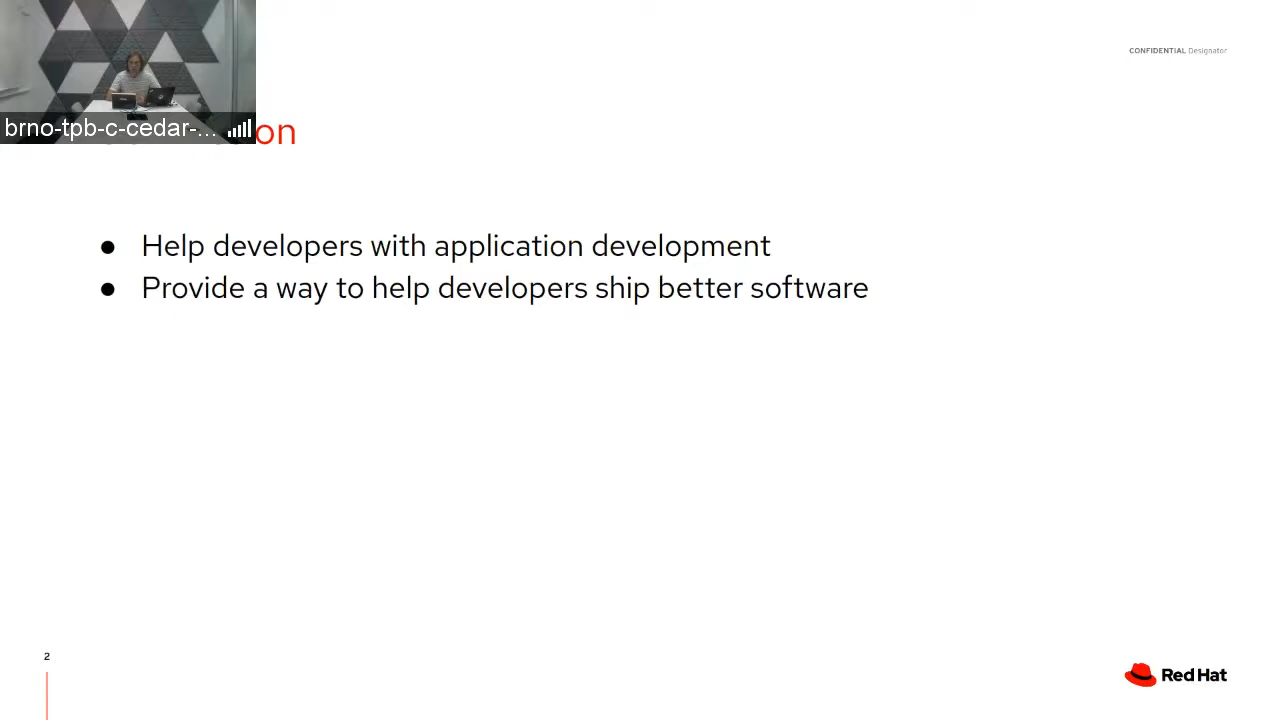 CONFIDENTIAL Designator
brno-tpb-c-cedar-...
on
Help developers with application development
Provide a way to help developers ship better software
2
Red Hat